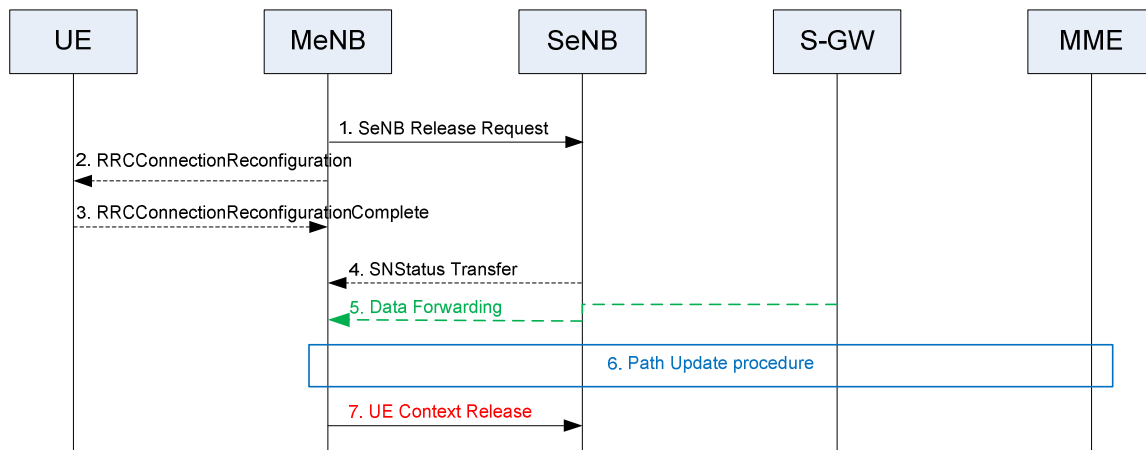 UE
MeNB
SeNB
S-GW
MME
1. SeNB Release Request
2. RRCConnectionReconfiguration
3. RRCConnectionReconfigurationComplete
4. SNStatus Transfer
5. Data Forwarding
6. Path Update procedure
7. UE Context Release